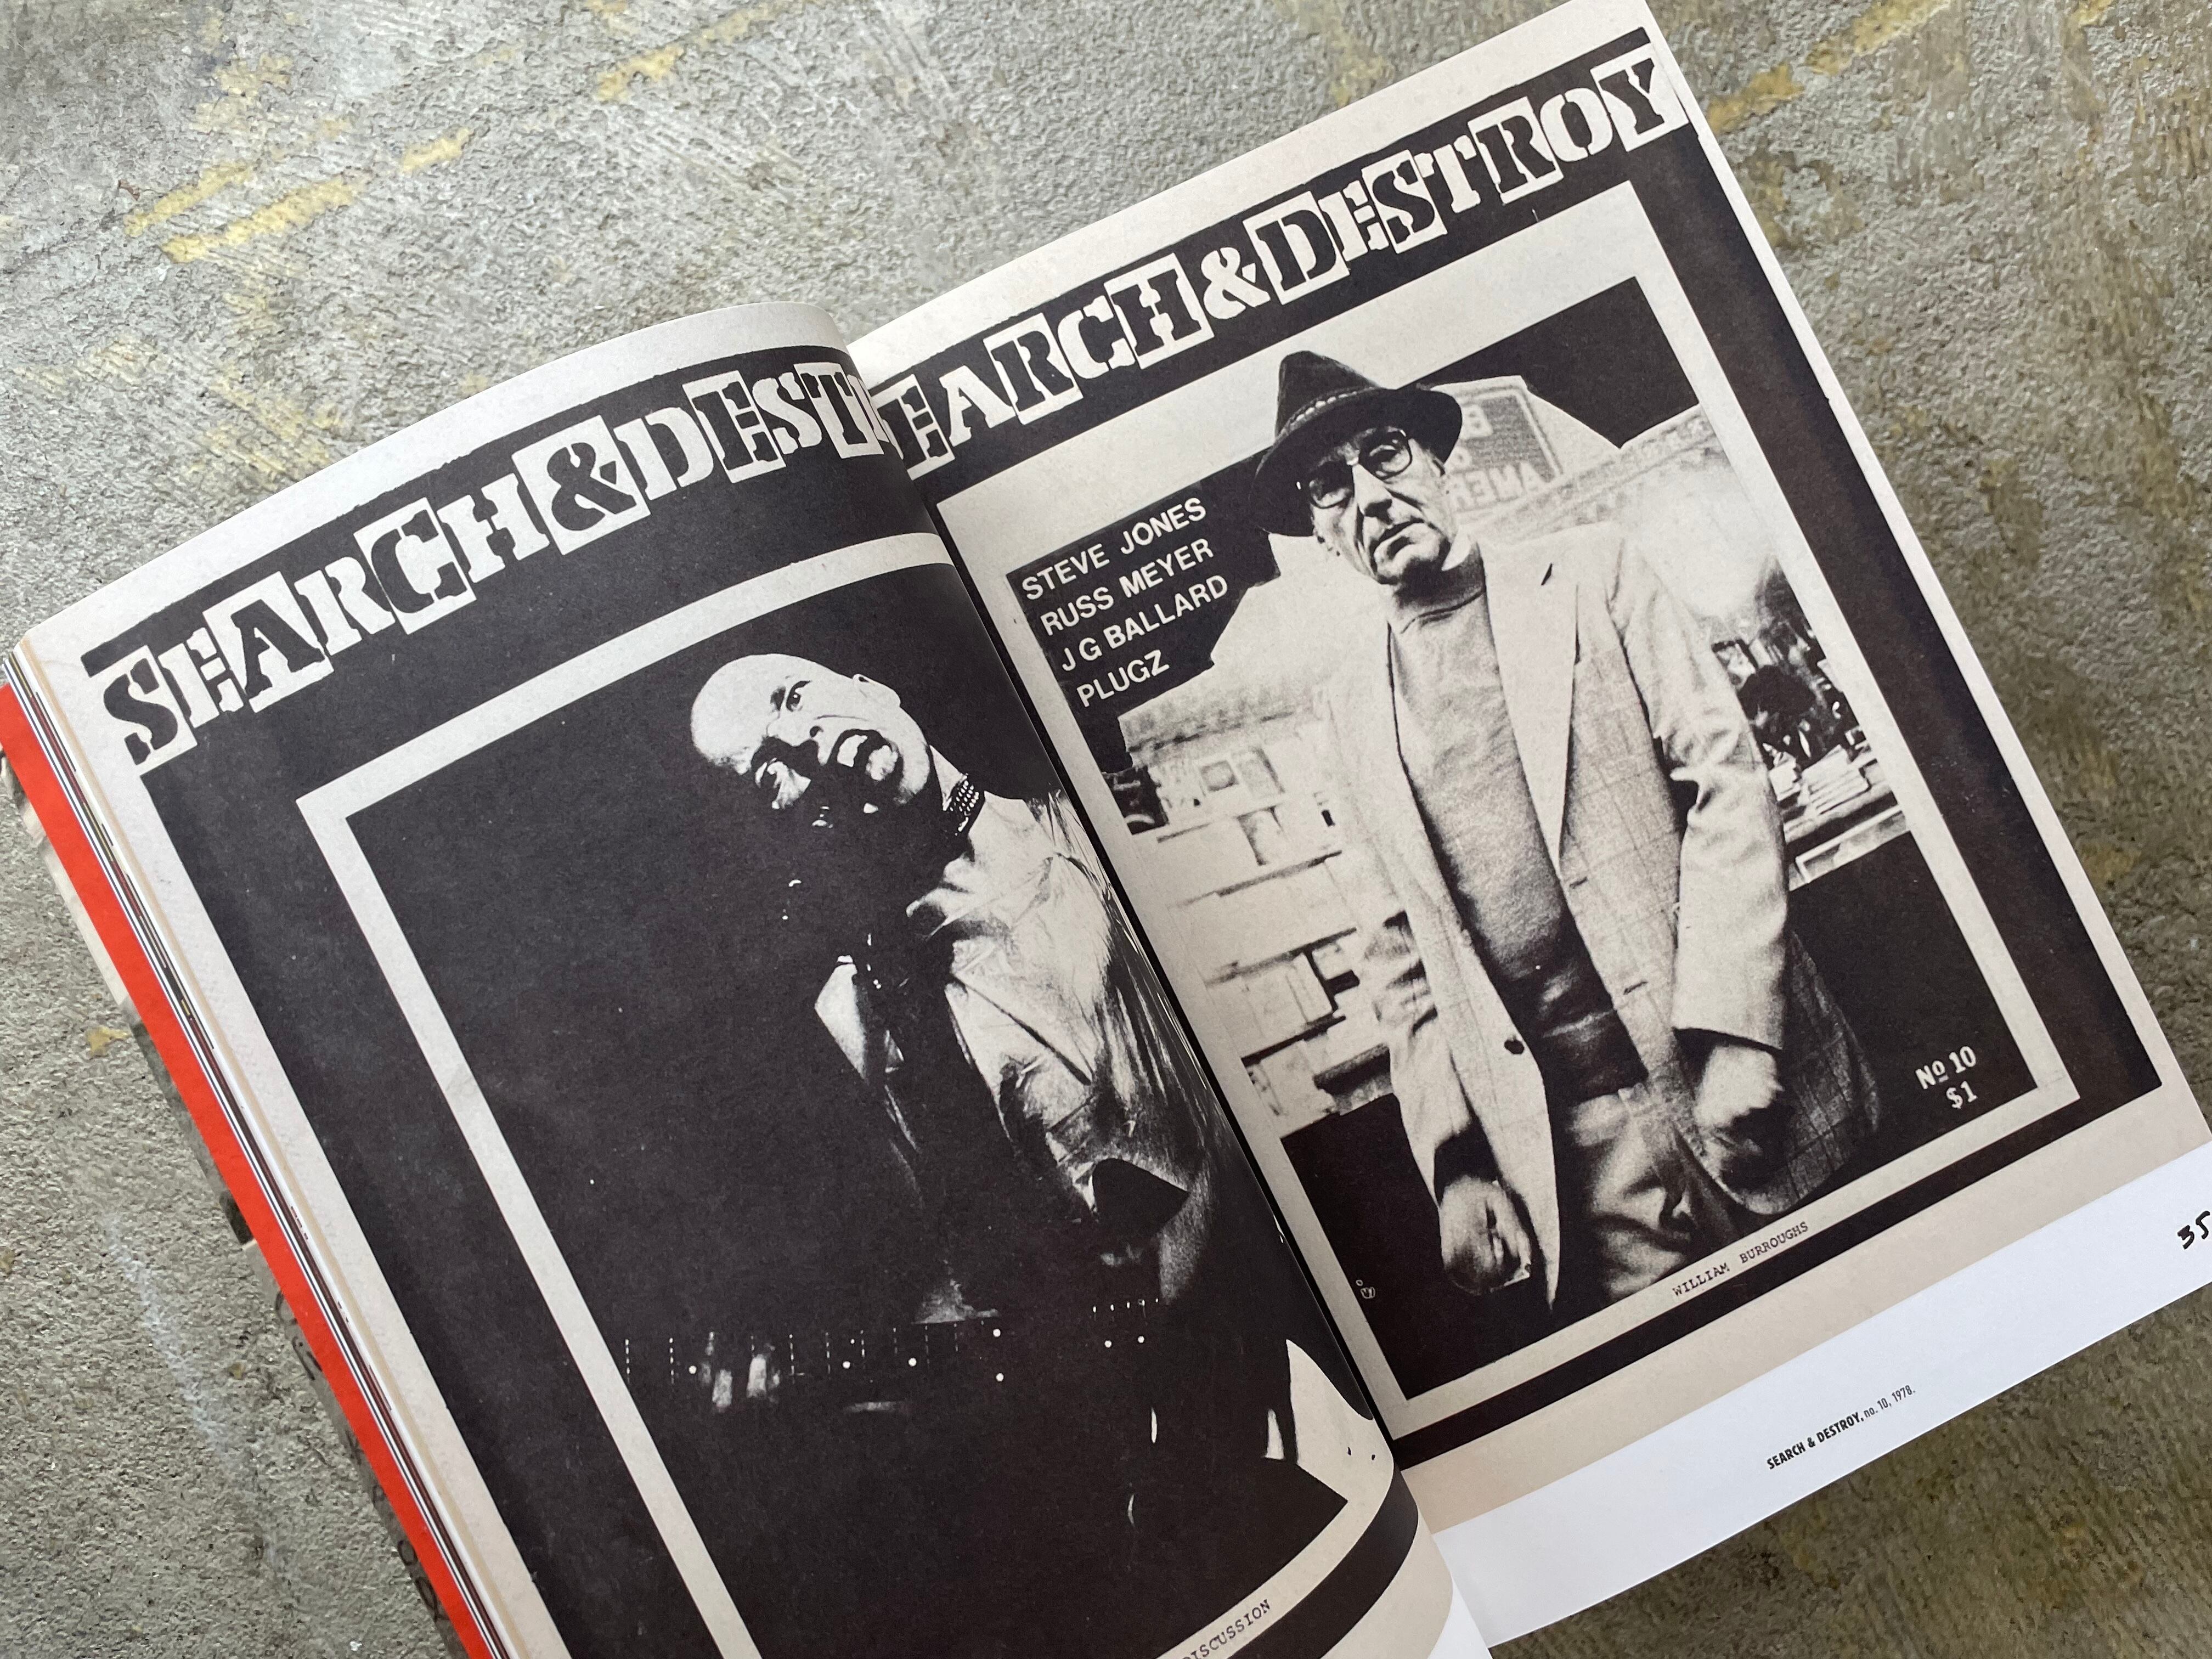 SEARCH & DEST
DISCUSSION
SEARCH & DESTROY
STEVE JONES
RUSS MEYER
J G BALLARD
PLUGZ
Nº 10
$1
WILLIAM BURROUGHS
SEARCH & DESTROY, no. 10, 1978.
35